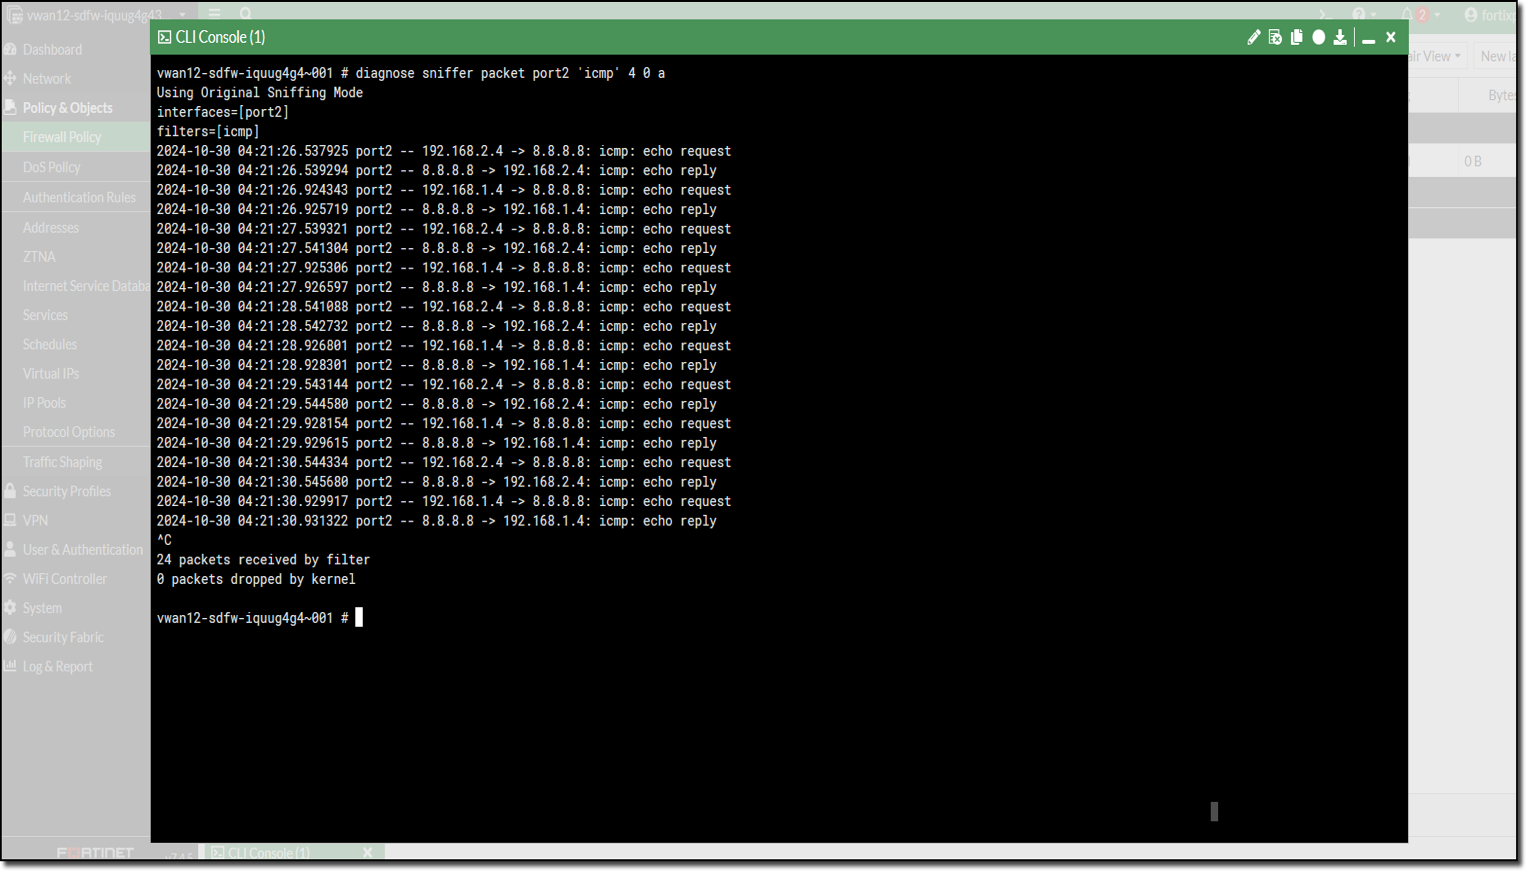 vwan12-sdfw-iquug4g43
2
CLI Console (1)
Dashboard
Network
Policy & Objects
Firewall Policy
DoS Policy
Authentication Rules
Addresses
ZTNA
Internet Service Databa
Services
Schedules
Virtual IPs
IP Pools
Protocol Options
Traffic Shaping
Security Profiles
VPN
User & Authentication
WiFi Controller
System
Security Fabric
Log & Report
vwan12-sdfw-iquug4g4~001 # diagnose sniffer packet port2 'icmp' 4 0 a
Using Original Sniffing Mode
interfaces=[port2]
filters=[icmp]
2024-10-30 04:21:26.537925 port2 -- 192.168.2.4 -> 8.8.8.8: icmp: echo request
2024-10-30 04:21:26.539294 port2 -- 8.8.8.8 -> 192.168.2.4: icmp: echo reply
2024-10-30 04:21:26.924343 port2 -- 192.168.1.4 -> 8.8.8.8: icmp: echo request
2024-10-30 04:21:26.925719 port2 -- 8.8.8.8 -> 192.168.1.4: icmp: echo reply
2024-10-30 04:21:27.539321 port2 -- 192.168.2.4 -> 8.8.8.8: icmp: echo request
2024-10-30 04:21:27.541304 port2 -- 8.8.8.8 -> 192.168.2.4: icmp: echo reply
2024-10-30 04:21:27.925306 port2 -- 192.168.1.4 -> 8.8.8.8: icmp: echo request
2024-10-30 04:21:27.926597 port2 -- 8.8.8.8 -> 192.168.1.4: icmp: echo reply
2024-10-30 04:21:28.541088 port2 -- 192.168.2.4 -> 8.8.8.8: icmp: echo request
2024-10-30 04:21:28.542732 port2 -- 8.8.8.8 -> 192.168.2.4: icmp: echo reply
2024-10-30 04:21:28.926801 port2 -- 192.168.1.4 -> 8.8.8.8: icmp: echo request
2024-10-30 04:21:28.928301 port2 -- 8.8.8.8 -> 192.168.1.4: icmp: echo reply
2024-10-30 04:21:29.543144 port2 -- 192.168.2.4 -> 8.8.8.8: icmp: echo request
2024-10-30 04:21:29.544580 port2 -- 8.8.8.8 -> 192.168.2.4: icmp: echo reply
2024-10-30 04:21:29.928154 port2 -- 192.168.1.4 -> 8.8.8.8: icmp: echo request
2024-10-30 04:21:29.929615 port2 -- 8.8.8.8 -> 192.168.1.4: icmp: echo reply
2024-10-30 04:21:30.544334 port2 -- 192.168.2.4 -> 8.8.8.8: icmp: echo request
2024-10-30 04:21:30.545680 port2 -- 8.8.8.8 -> 192.168.2.4: icmp: echo reply
2024-10-30 04:21:30.929917 port2 -- 192.168.1.4 -> 8.8.8.8: icmp: echo request
2024-10-30 04:21:30.931322 port2 -- 8.8.8.8 -> 192.168.1.4: icmp: echo reply
^C
24 packets received by filter
0 packets dropped by kernel
vwan12-sdfw-iquug4g4~001 #
air View
New la
Byte
0 B
FORTINET
v7.4.5
CLI Console (1)